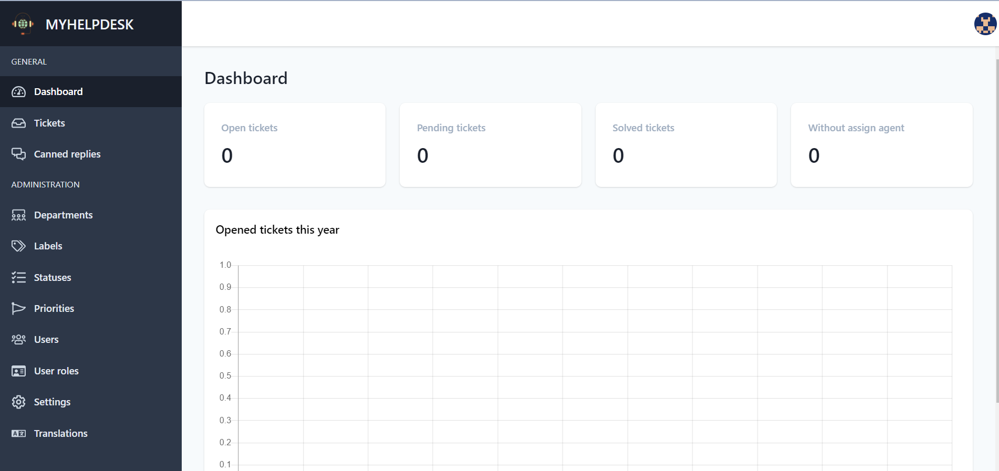 MYHELPDESK
GENERAL
Dashboard
Tickets
Canned replies
ADMINISTRATION
Departments
Labels
Statuses
Priorities
Users
User roles
Settings
Translations
Dashboard
Open tickets
0
Pending tickets
0
Solved tickets
0
Without assign agent
0
Opened tickets this year
1.0
0.9
0.8
0.7
0.6
0.5
0.4
0.3
0.2
0.1